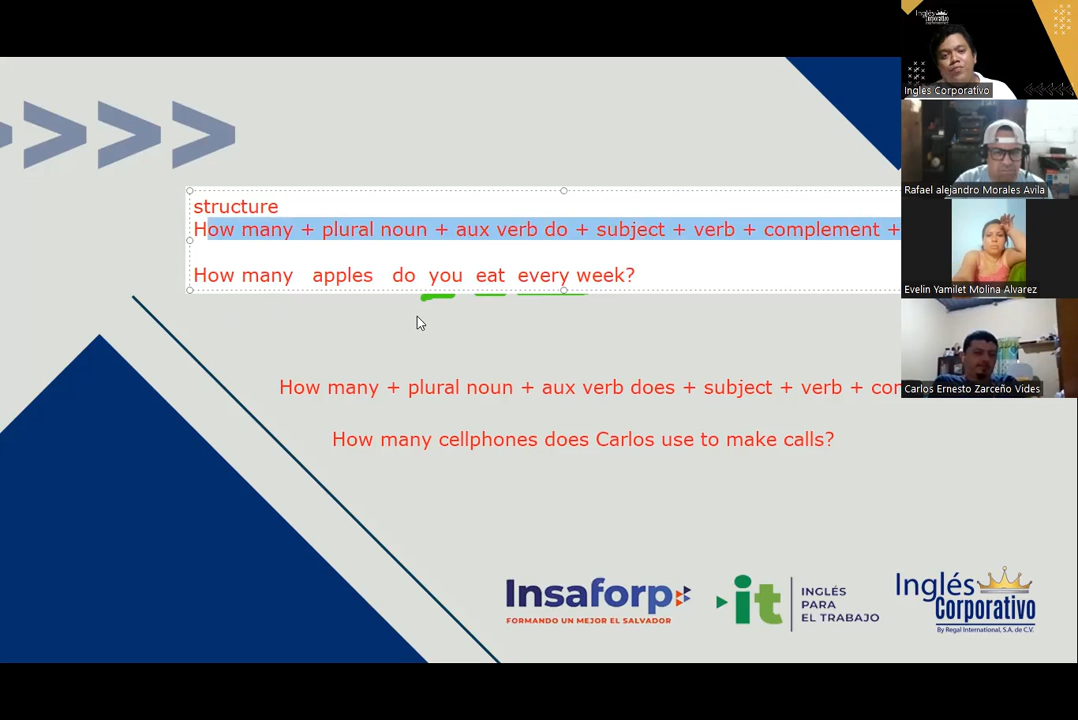 structure
How many + plural noun + aux verb do + subject + verb + complement +
How many apples do you eat every week?
How many + plural noun + aux verb does + subject + verb +
How many cellphones does Carlos use to make calls?
Insaforp
FORMANDO UN MEJOR EL SALVADOR
it
INGLÉS
PARA
EL TRABAJO
Inglés
Corporativo
By Regal International, S.A. de C.V.
Inglés
Corporativo
Inglés Corporativo
Rafael alejandro Morales Avila
Evelin Yamilet Molina Alvarez
Carlos Ernesto Zarceño Vides